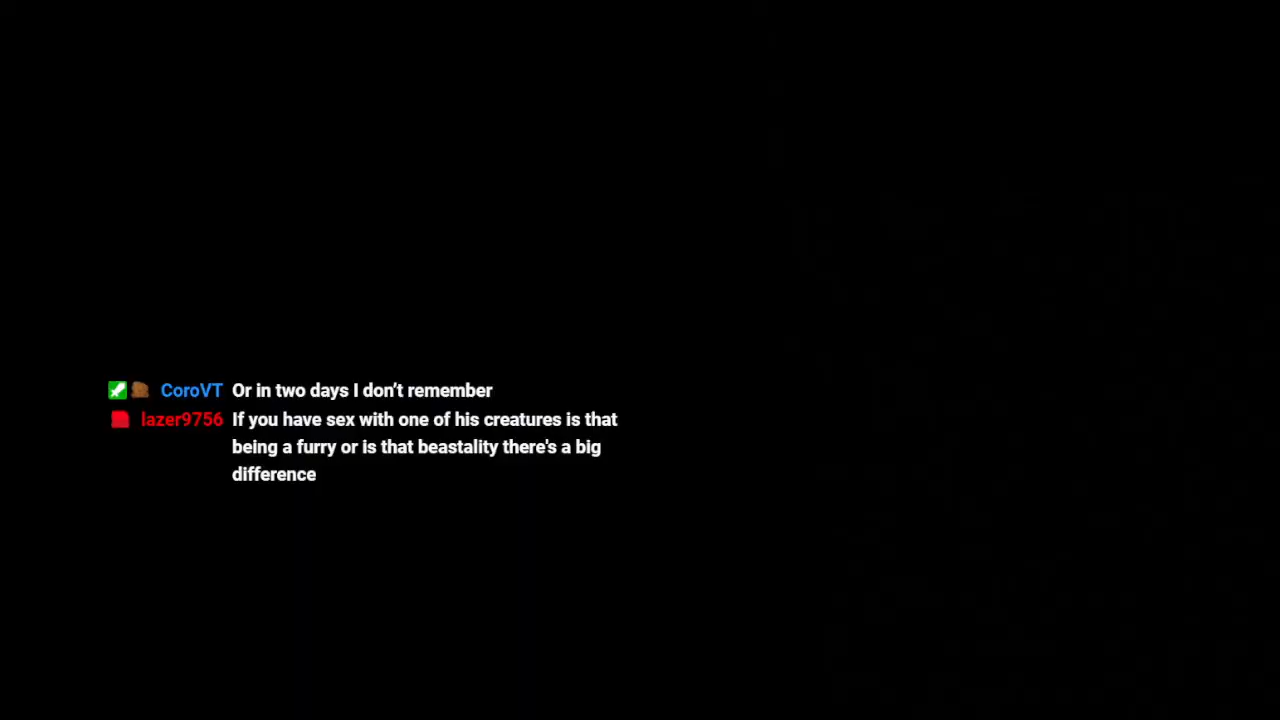 CoroVT Or in two days I don’t remember
lazer9756 If you have sex with one of his creatures is that
being a furry or is that beastality there's a big
difference